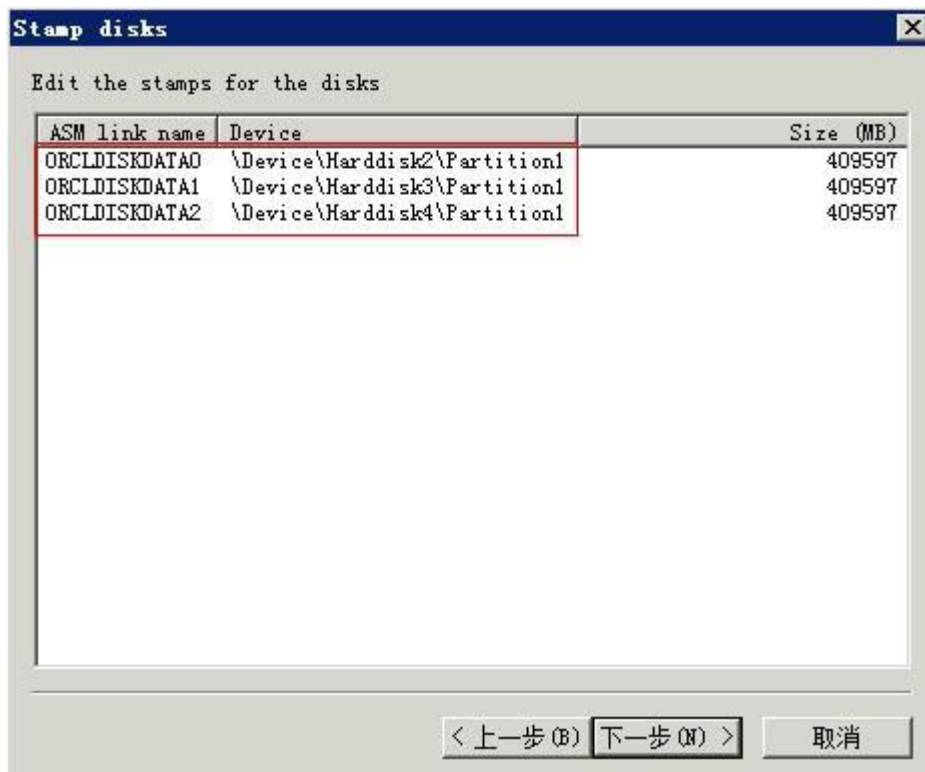 Stamp disks
Edit the stamps for the disks
ASM link name Device Size (MB)
ORCLDISKDATA0 \Device\Harddisk2\Partition1 409597
ORCLDISKDATA1 \Device\Harddisk3\Partition1 409597
ORCLDISKDATA2 \Device\Harddisk4\Partition1 409597
< 上一步(B) 下一步(N) > 取消